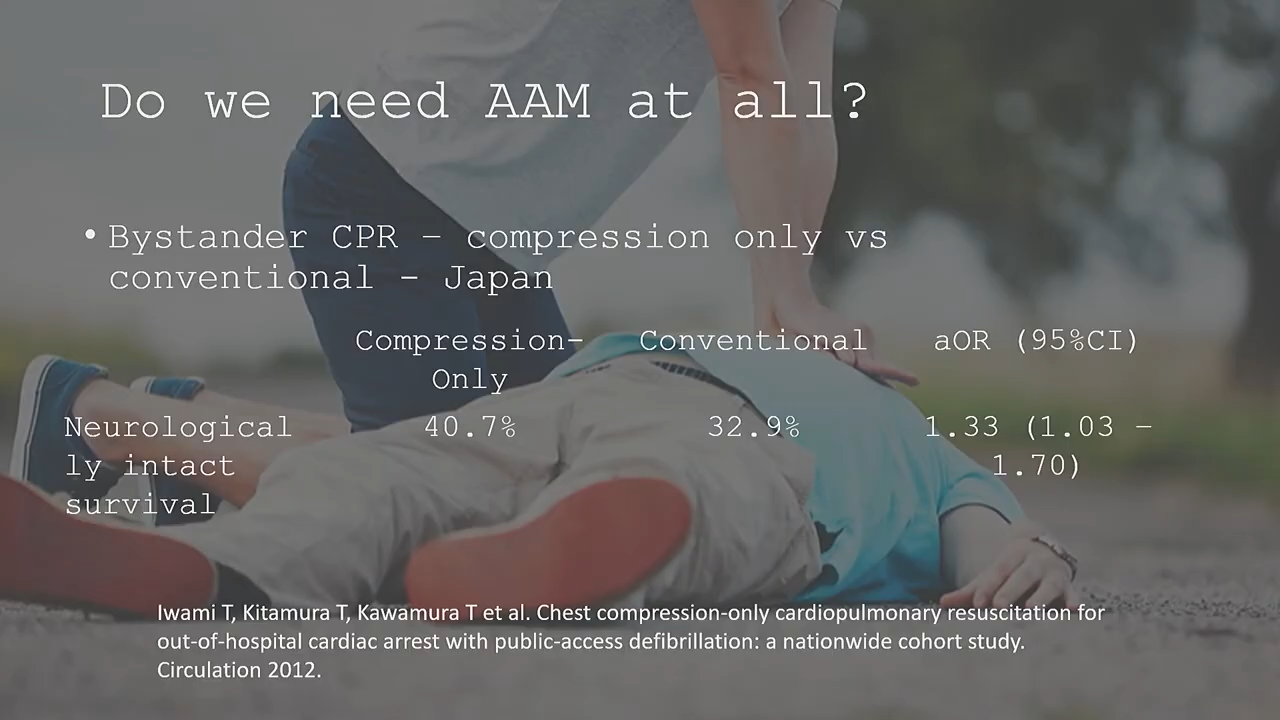 Do we need AAM at all?
• Bystander CPR – compression only vs
conventional - Japan
Compression-
Only
Conventional
aOR (95%CI)
Neurological
ly intact
survival
40.7%
32.9%
1.33 (1.03 –
1.70)
Iwami T, Kitamura T, Kawamura T et al. Chest compression-only cardiopulmonary resuscitation for
out-of-hospital cardiac arrest with public-access defibrillation: a nationwide cohort study.
Circulation 2012.